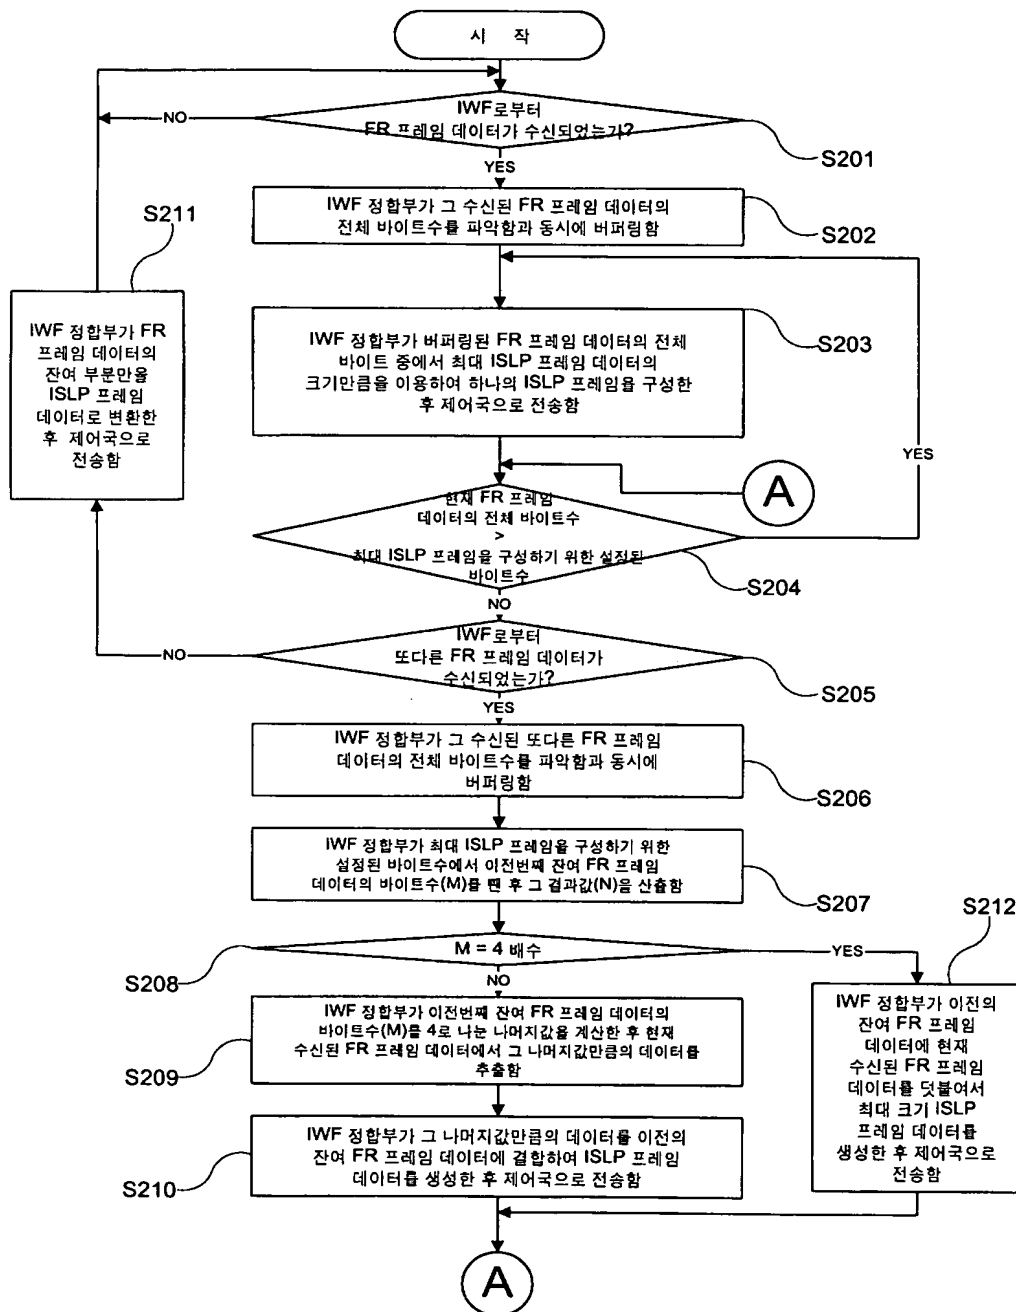 시 작
IWF로부터
FR 프레임 데이터가 수신되었는가?
NO
S201
YES
IWF 정합부가 그 수신된 FR 프레임 데이터의
전체 바이트수를 파악함과 동시에 버퍼링함
S202
S211
IWF 정합부가 FR
프레임 데이터의
잔여 부분만을
ISLP 프레임
데이터로 변환한
후 제어국으로
전송함
IWF 정합부가 버퍼링된 FR 프레임 데이터의 전체
바이트 중에서 최대 ISLP 프레임 데이터의
크기만큼을 이용하여 하나의 ISLP 프레임을 구성한
후 제어국으로 전송함
S203
YES
A
현재 FR 프레임
데이터의 전체 바이트수
>
최대 ISLP 프레임을 구성하기 위한 설정된
바이트수
S204
NO
IWF로부터
또다른 FR 프레임 데이터가
수신되었는가?
NO
S205
YES
IWF 정합부가 그 수신된 또다른 FR 프레임
데이터의 전체 바이트수를 파악함과 동시에
버퍼링함
S206
IWF 정합부가 최대 ISLP 프레임을 구성하기 위한
설정된 바이트수에서 이전번째 잔여 FR 프레임
데이터의 바이트수(M)를 뺀 후 그 결과값(N)을 산출함
S207
S212
M = 4 배수
YES
S208
NO
IWF 정합부가 이전번째 잔여 FR 프레임 데이터의
바이트수(M)를 4로 나눈 나머지값을 계산한 후 현재
수신된 FR 프레임 데이터에서 그 나머지값만큼의 데이터를
추출함
S209
IWF 정합부가 이전의
잔여 FR 프레임
데이터에 현재
수신된 FR 프레임
데이터를 덧붙여서
최대 크기 ISLP
프레임 데이터를
생성한 후 제어국으로
전송함
IWF 정합부가 그 나머지값만큼의 데이터를 이전의
잔여 FR 프레임 데이터에 결합하여 ISLP 프레임
데이터를 생성한 후 제어국으로 전송함
S210
A